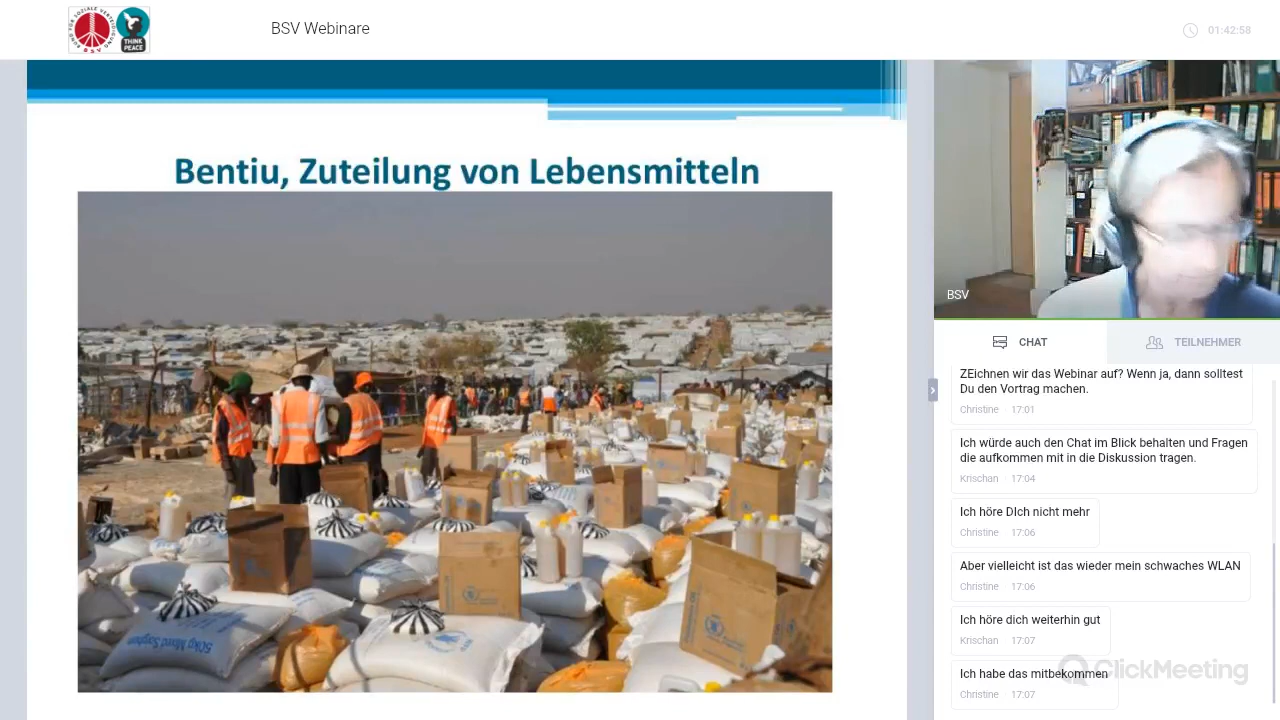 BSV Webinare
THINK
PEACE
01:42:58
Bentiu, Zuteilung von Lebensmitteln
50kg Milred Sorghum
WFP
BSV
CHAT
TEILNEHMER
ZEichnen wir das Webinar auf? Wenn ja, dann solltest
Du den Vortrag machen.
Christine · 17:01
Ich würde auch den Chat im Blick behalten und Fragen
die aufkommen mit in die Diskussion tragen.
Krischan · 17:04
Ich höre DIch nicht mehr
Christine · 17:06
Aber vielleicht ist das wieder mein schwaches WLAN
Christine · 17:06
Ich höre dich weiterhin gut
Krischan · 17:07
Ich habe das mitbekommen
Christine · 17:07
ClickMeeting